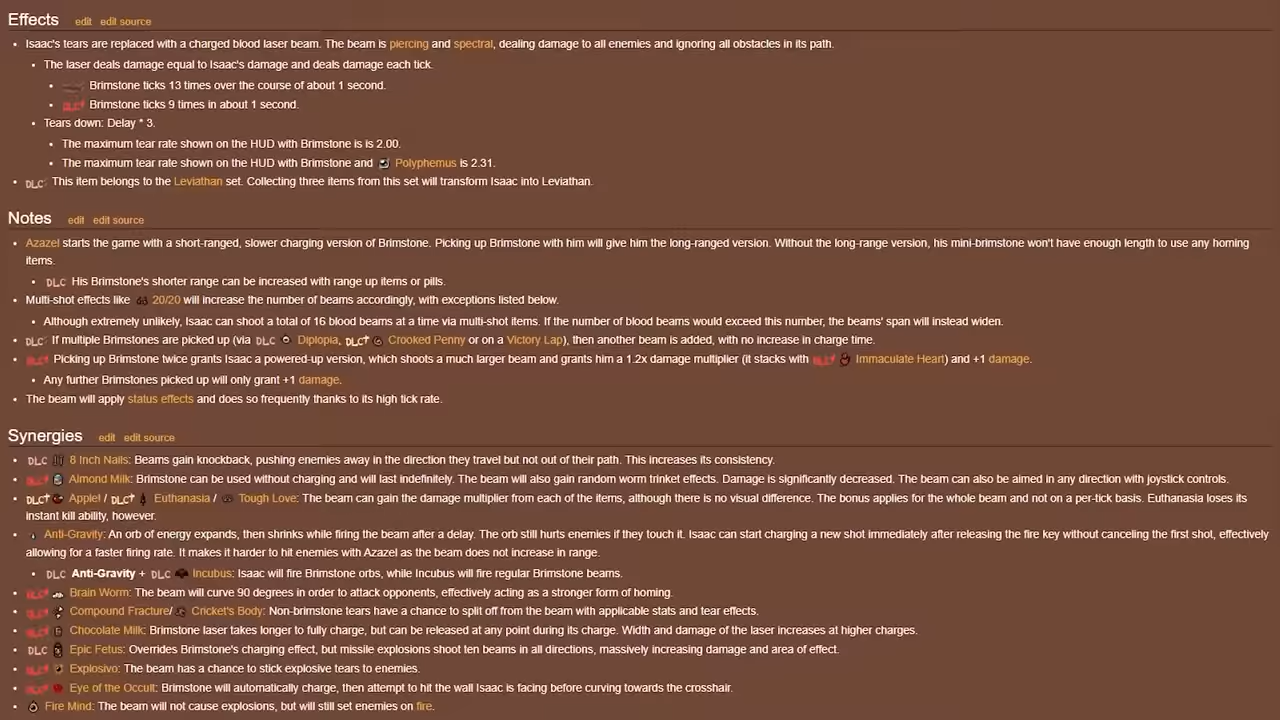 Effects edit edit source
Isaac's tears are replaced with a charged blood laser beam. The beam is piercing and spectral, dealing damage to all enemies and ignoring all obstacles in its path.
The laser deals damage equal to Isaac's damage and deals damage each tick.
Brimstone ticks 13 times over the course of about 1 second.
Brimstone ticks 9 times in about 1 second.
Tears down: Delay * 3.
The maximum tear rate shown on the HUD with Brimstone is is 2.00.
The maximum tear rate shown on the HUD with Brimstone and Polyphemus is 2.31.
DLC This item belongs to the Leviathan set. Collecting three items from this set will transform Isaac into Leviathan.
Notes edit edit source
Azazel starts the game with a short-ranged, slower charging version of Brimstone. Picking up Brimstone with him will give him the long-ranged version. Without the long-range version, his mini-brimstone won't have enough length to use any homing
items.
DLC His Brimstone's shorter range can be increased with range up items or pills.
Multi-shot effects like 20/20 will increase the number of beams accordingly, with exceptions listed below.
Although extremely unlikely, Isaac can shoot a total of 16 blood beams at a time via multi-shot items. If the number of blood beams would exceed this number, the beams' span will instead widen.
DLC If multiple Brimstones are picked up (via DLC Diplopia, DLC† Crooked Penny or on a Victory Lap), then another beam is added, with no increase in charge time.
Picking up Brimstone twice grants Isaac a powered-up version, which shoots a much larger beam and grants him a 1.2x damage multiplier (it stacks with Immaculate Heart) and +1 damage.
Any further Brimstones picked up will only grant +1 damage.
The beam will apply status effects and does so frequently thanks to its high tick rate.
Synergies edit edit source
DLC 8 Inch Nails: Beams gain knockback, pushing enemies away in the direction they travel but not out of their path. This increases its consistency.
Almond Milk: Brimstone can be used without charging and will last indefinitely. The beam will also gain random worm trinket effects. Damage is significantly decreased. The beam can also be aimed in any direction with joystick controls.
DLC† Apple! / DLC† Euthanasia / Tough Love: The beam can gain the damage multiplier from each of the items, although there is no visual difference. The bonus applies for the whole beam and not on a per-tick basis. Euthanasia loses its
instant kill ability, however.
Anti-Gravity: An orb of energy expands, then shrinks while firing the beam after a delay. The orb still hurts enemies if they touch it. Isaac can start charging a new shot immediately after releasing the fire key without canceling the first shot, effectively
allowing for a faster firing rate. It makes it harder to hit enemies with Azazel as the beam does not increase in range.
DLC Anti-Gravity + DLC Incubus: Isaac will fire Brimstone orbs, while Incubus will fire regular Brimstone beams.
Brain Worm: The beam will curve 90 degrees in order to attack opponents, effectively acting as a stronger form of homing.
Compound Fracture/ Cricket's Body: Non-brimstone tears have a chance to split off from the beam with applicable stats and tear effects.
Chocolate Milk: Brimstone laser takes longer to fully charge, but can be released at any point during its charge. Width and damage of the laser increases at higher charges.
DLC Epic Fetus: Overrides Brimstone's charging effect, but missile explosions shoot ten beams in all directions, massively increasing damage and area of effect.
Explosivo: The beam has a chance to stick explosive tears to enemies.
Eye of the Occult: Brimstone will automatically charge, then attempt to hit the wall Isaac is facing before curving towards the crosshair.
Fire Mind: The beam will not cause explosions, but will still set enemies on fire.